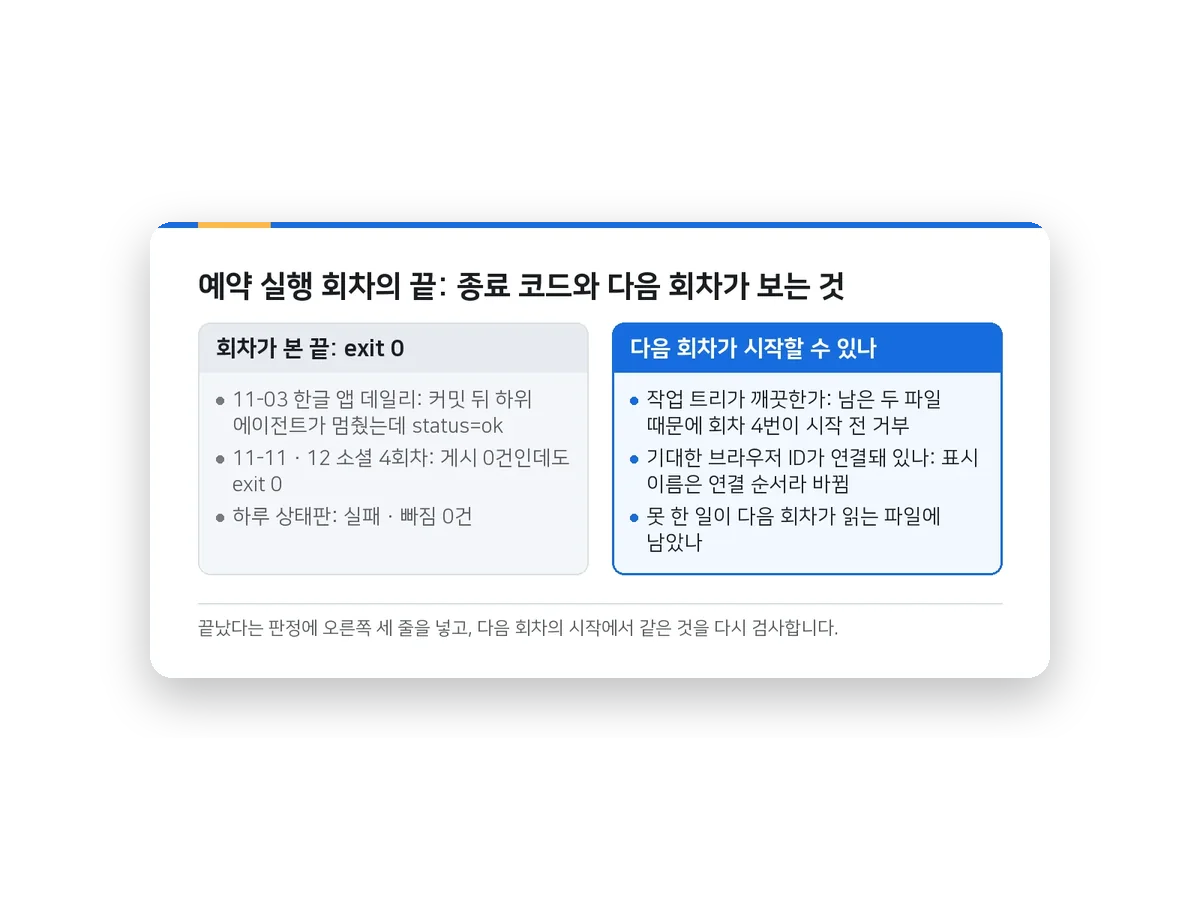 예약 실행 회차의 끝: 종료 코드와 다음 회차가 보는 것
회차가 본 끝: exit 0
11-03 한글 앱 데일리: 커밋 뒤 하위
에이전트가 멈췄는데 status=ok
11-11 · 12 소셜 4회차: 게시 0건인데도
exit 0
하루 상태판: 실패 · 빠짐 0건
다음 회차가 시작할 수 있나
작업 트리가 깨끗한가: 남은 두 파일
때문에 회차 4번이 시작 전 거부
기대한 브라우저 ID가 연결돼 있나: 표시
이름은 연결 순서라 바뀜
못 한 일이 다음 회차가 읽는 파일에
남았나
끝났다는 판정에 오른쪽 세 줄을 넣고, 다음 회차의 시작에서 같은 것을 다시 검사합니다.